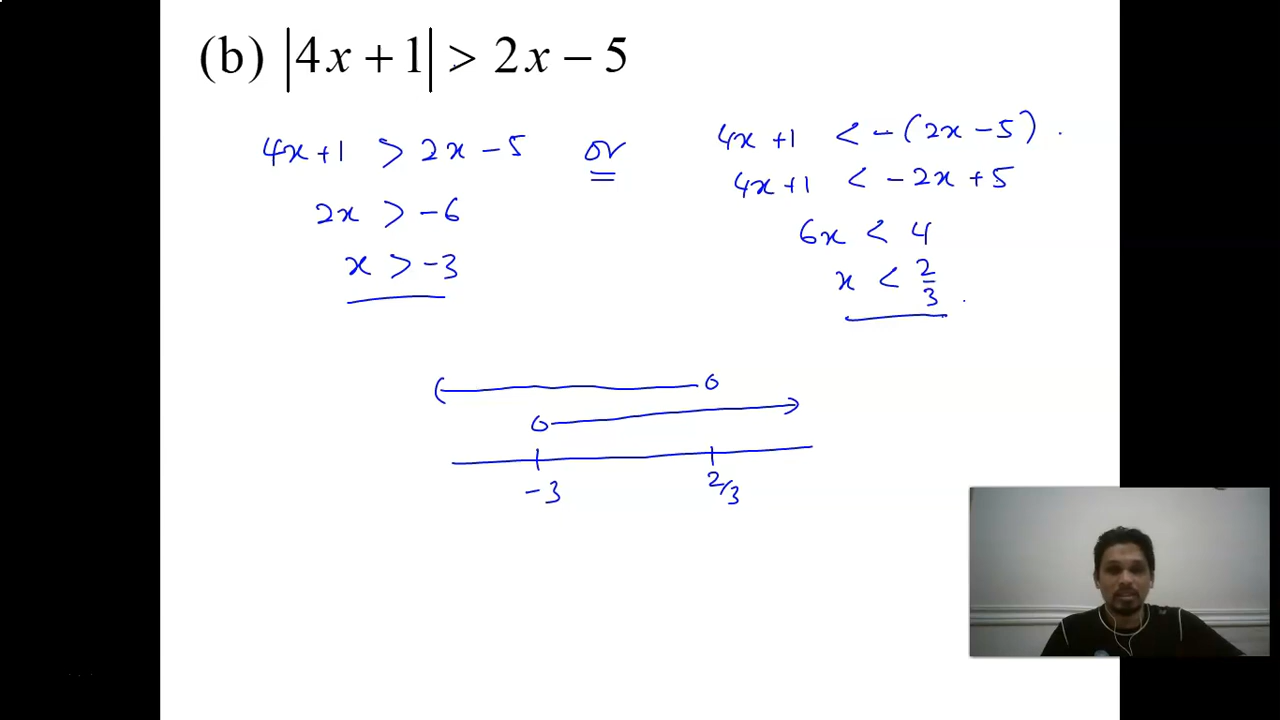 (b) |4x + 1| > 2x − 5
4x+1 > 2x − 5 or 4x +1 < −(2x −5)
2x > −6 4x+1 < −2x +5
x > −3 6x < 4
x < 2/3
−3 2/3